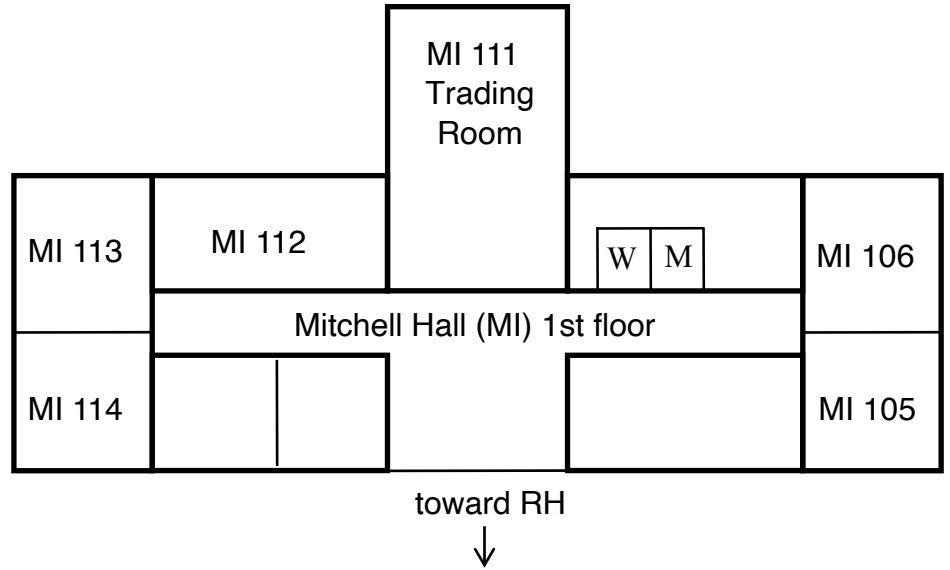 MI 111
Trading
Room
MI 113
MI 112
W
M
MI 106
Mitchell Hall (MI) 1st floor
MI 114
MI 105
toward RH